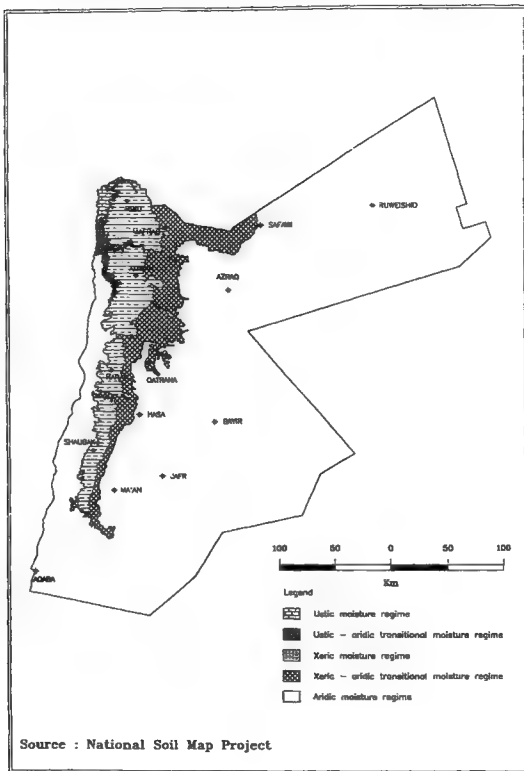 SAFAWI
RUWEISHID
AZRAQ
QATRANA
HASA
BAYIR
SHAUBAK
JAFR
MA'AN
AQABA
100 50 0 50 100
Km
Legend
Ustic moisture regime
Ustic – aridic transitional moisture regime
Xeric moisture regime
Xeric – aridic transitional moisture regime
Aridic moisture regime
Source : National Soil Map Project